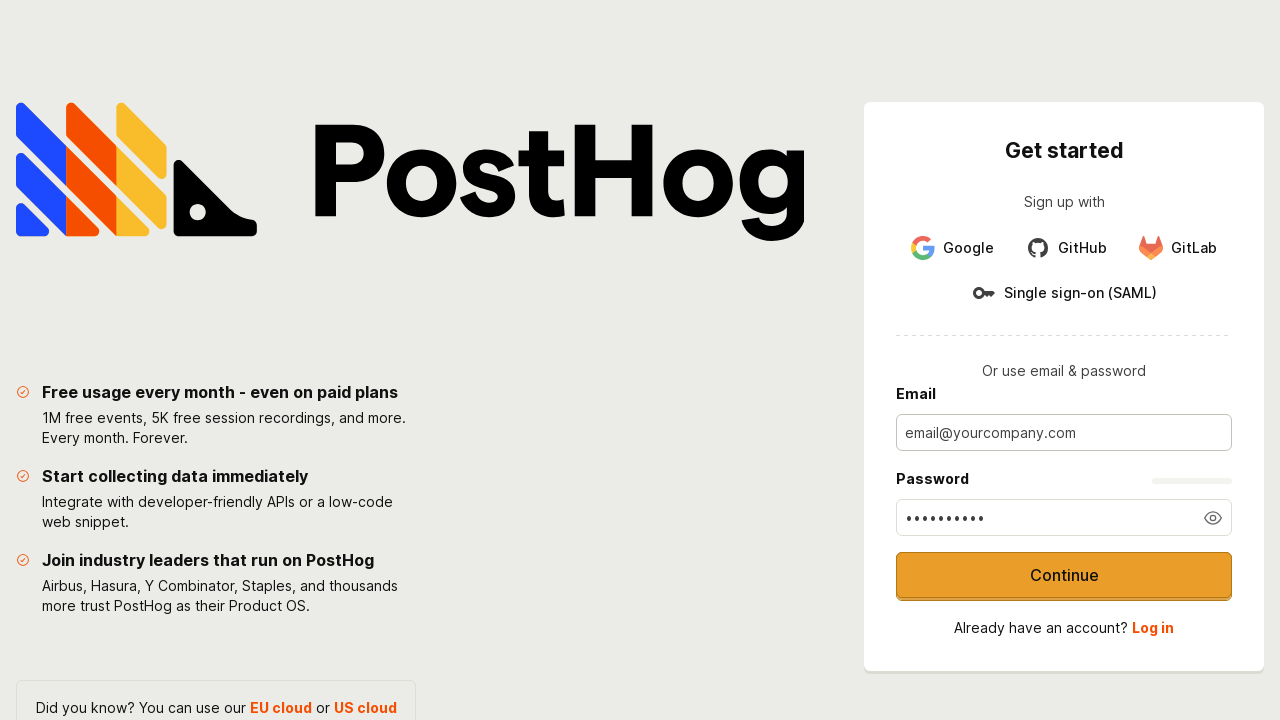 PostHog
Free usage every month - even on paid plans
1M free events, 5K free session recordings, and more.
Every month. Forever.
Start collecting data immediately
Integrate with developer-friendly APIs or a low-code
web snippet.
Join industry leaders that run on PostHog
Airbus, Hasura, Y Combinator, Staples, and thousands
more trust PostHog as their Product OS.
Did you know? You can use our EU cloud or US cloud
Get started
Sign up with
Google
GitHub
GitLab
Single sign-on (SAML)
Or use email & password
Email
email@yourcompany.com
Password
••••••••••
Continue
Already have an account? Log in